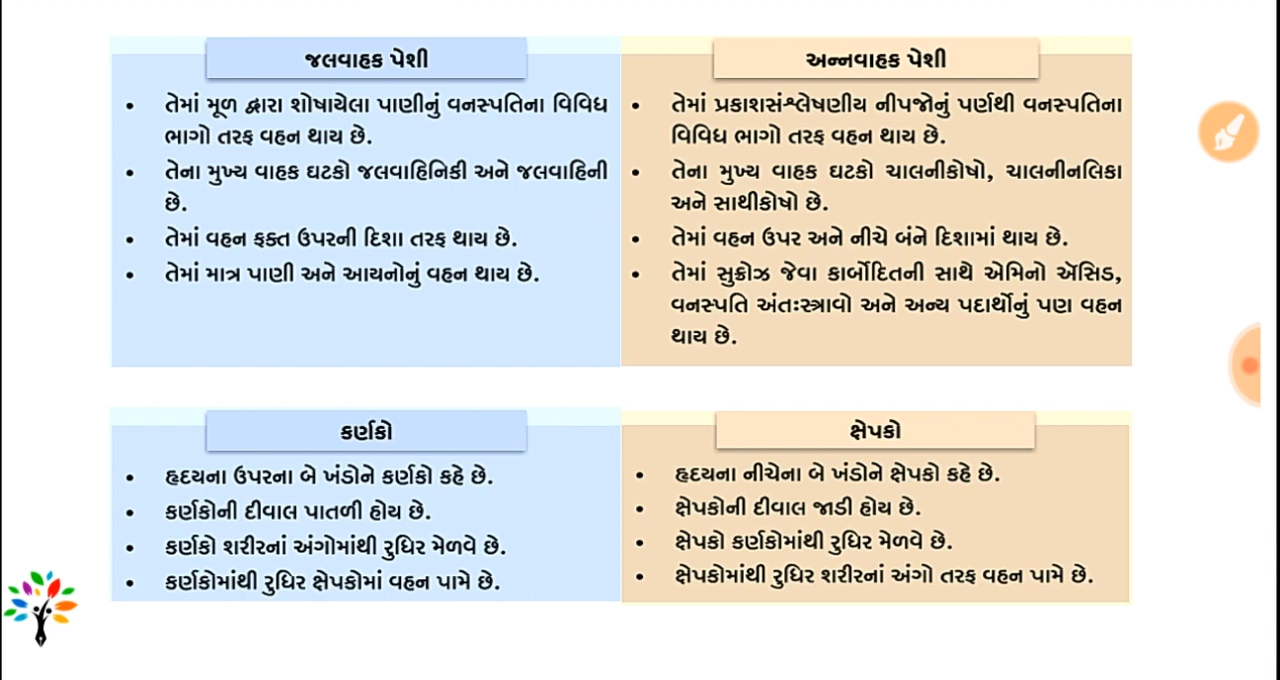 જલવાહક પેશી
• તેમાં મૂળ દ્વારા શોષાયેલા પાણીનું વનસ્પતિના વિવિધ
ભાગો તરફ વહન થાય છે.
• તેના મુખ્ય વાહક ઘટકો જલવાહિનિકી અને જલવાહિની
છે.
• તેમાં વહન ફક્ત ઉપરની દિશા તરફ થાય છે.
• તેમાં માત્ર પાણી અને આયનોનું વહન થાય છે.
અન્નવાહક પેશી
• તેમાં પ્રકાશસંશ્લેષણીય નીપજોનું પર્ણથી વનસ્પતિના
વિવિધ ભાગો તરફ વહન થાય છે.
• તેના મુખ્ય વાહક ઘટકો ચાલનીકોષો, ચાલનીનલિકા
અને સાથીકોષો છે.
• તેમાં વહન ઉપર અને નીચે બંને દિશામાં થાય છે.
• તેમાં સુક્રોઝ જેવા કાર્બોદિતની સાથે એમિનો ઍસિડ,
વનસ્પતિ અંતઃસ્ત્રાવો અને અન્ય પદાર્થોનું પણ વહન
થાય છે.
કર્ણકો
• હૃદયના ઉપરના બે ખંડોને કર્ણકો કહે છે.
• કર્ણકોની દીવાલ પાતળી હોય છે.
• કર્ણકો શરીરનાં અંગોમાંથી રુધિર મેળવે છે.
• કર્ણકોમાંથી રુધિર ક્ષેપકોમાં વહન પામે છે.
ક્ષેપકો
• હૃદયના નીચેના બે ખંડોને ક્ષેપકો કહે છે.
• ક્ષેપકોની દીવાલ જાડી હોય છે.
• ક્ષેપકો કર્ણકોમાંથી રુધિર મેળવે છે.
• ક્ષેપકોમાંથી રુધિર શરીરનાં અંગો તરફ વહન પામે છે.